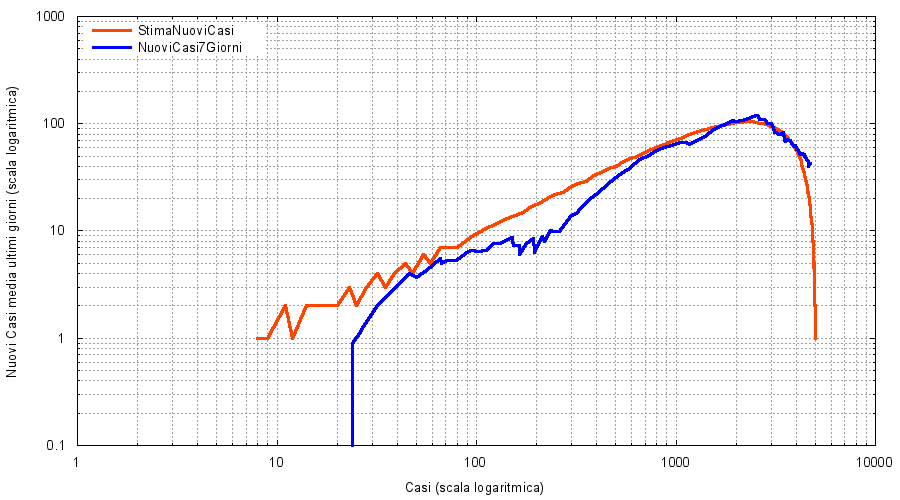 1000
100
10
1
0.1
StimaNuoviCasi
NuoviCasi7Giorni
Nuovi Casi media ultimi giorni (scala logaritmica)
1 10 100 1000 10000
Casi (scala logaritmica)